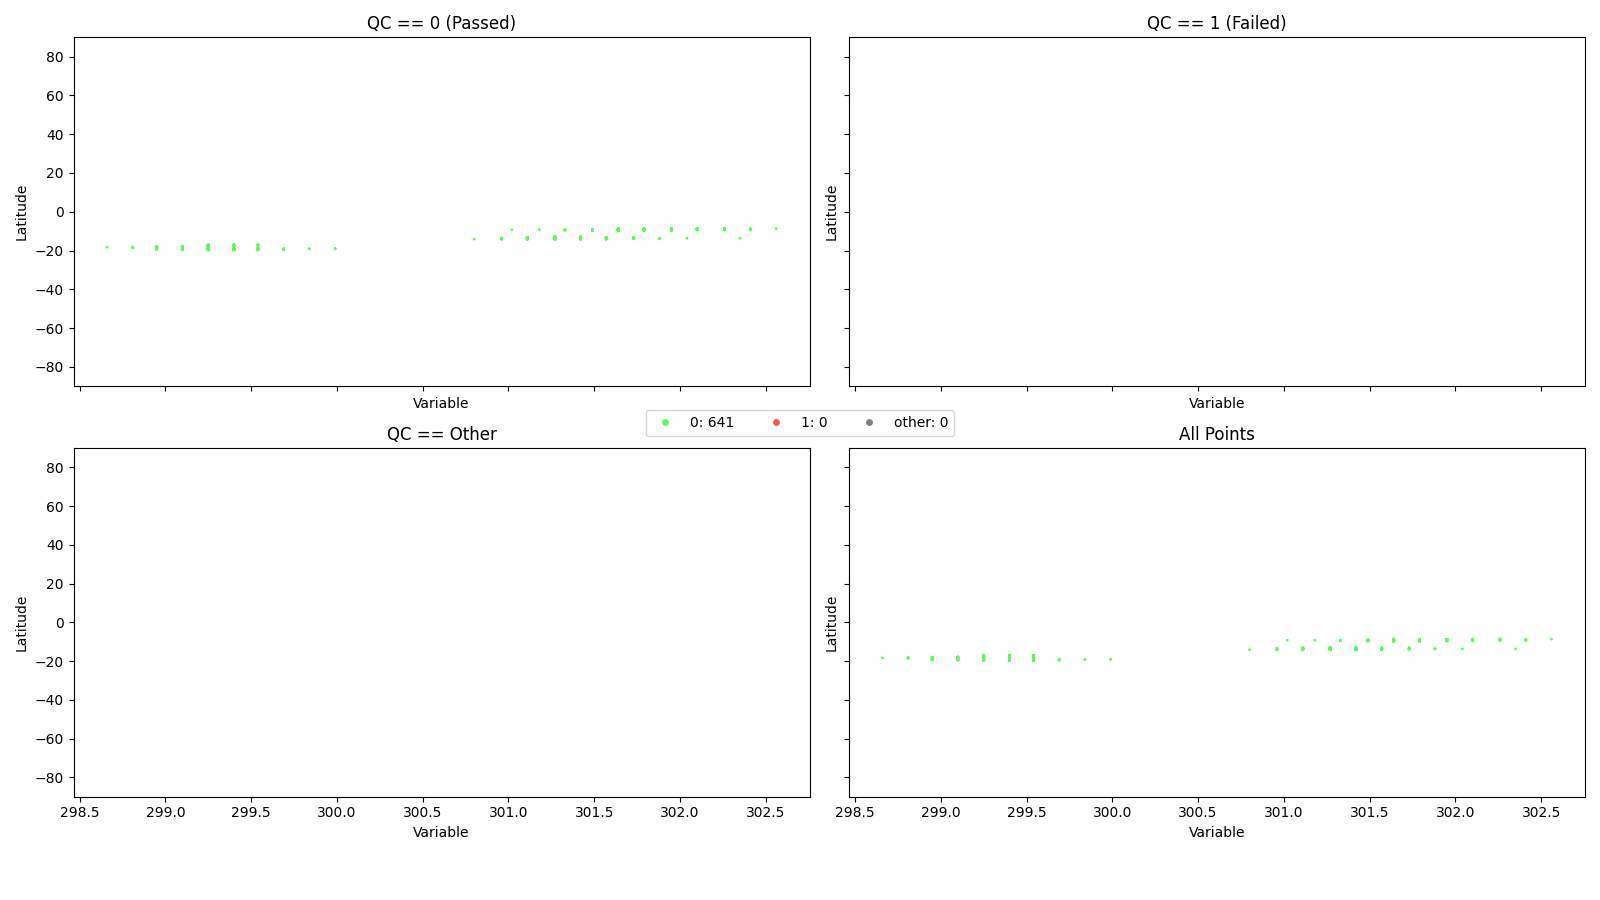 QC == 0 (Passed)
QC == 1 (Failed)
80
60
40
20
0
−20
−40
−60
−80
Latitude
Latitude
Variable
Variable
0: 641 1: 0 other: 0
QC == Other
All Points
80
60
40
20
0
−20
−40
−60
−80
Latitude
Latitude
298.5 299.0 299.5 300.0 300.5 301.0 301.5 302.0 302.5
298.5 299.0 299.5 300.0 300.5 301.0 301.5 302.0 302.5
Variable
Variable